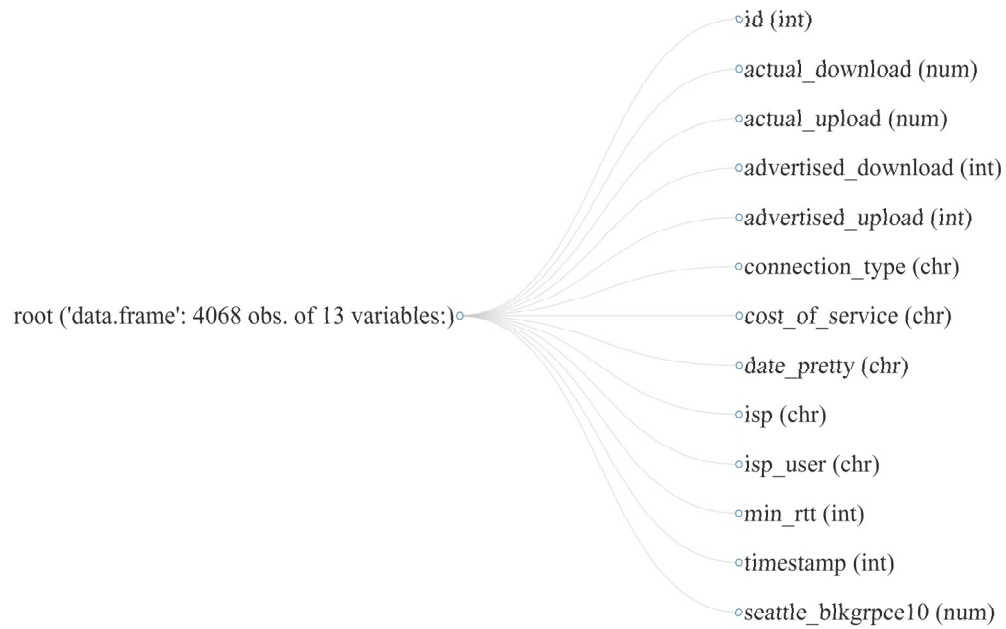 id (int)
actual_download (num)
actual_upload (num)
advertised_download (int)
advertised_upload (int)
connection_type (chr)
root ('data.frame': 4068 obs. of 13 variables:)
cost_of_service (chr)
date_pretty (chr)
isp (chr)
isp_user (chr)
min_rtt (int)
timestamp (int)
seattle_blkgrpce10 (num)